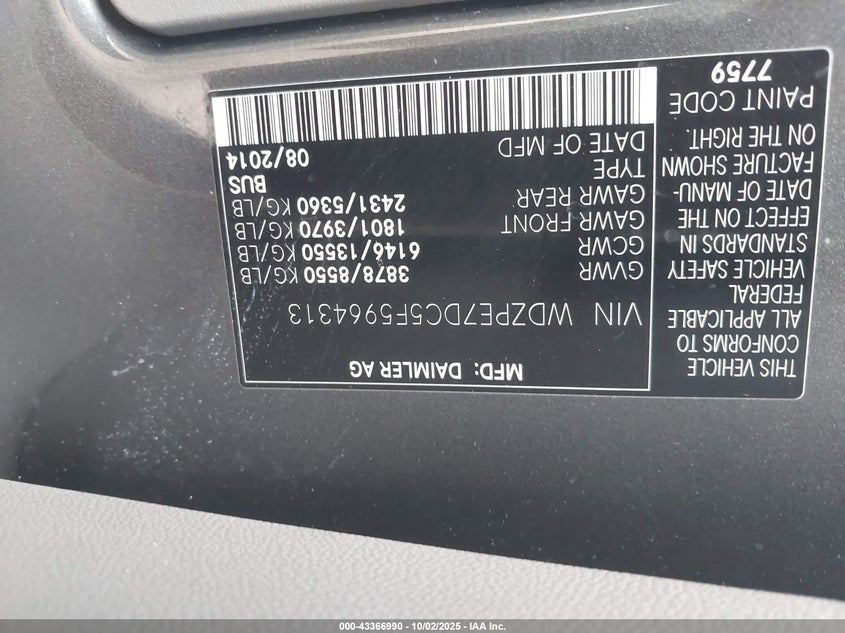 MFD: DAIMLER AG
VIN WDZPE7DC5F5964313
GVWR 3878/8550 KG/LB
GCWR 6146/13550 KG/LB
GAWR FRONT 1801/3970 KG/LB
GAWR REAR 2431/5360 KG/LB
TYPE BUS
DATE OF MFD 08/2014
THIS VEHICLE
CONFORMS TO
ALL APPLICABLE
FEDERAL
VEHICLE SAFETY
STANDARDS IN
EFFECT ON THE
DATE OF MANU-
FACTURE SHOWN
ON THE RIGHT.
PAINT CODE
7759
000-43366990 - 10/02/2025 - IAA Inc.